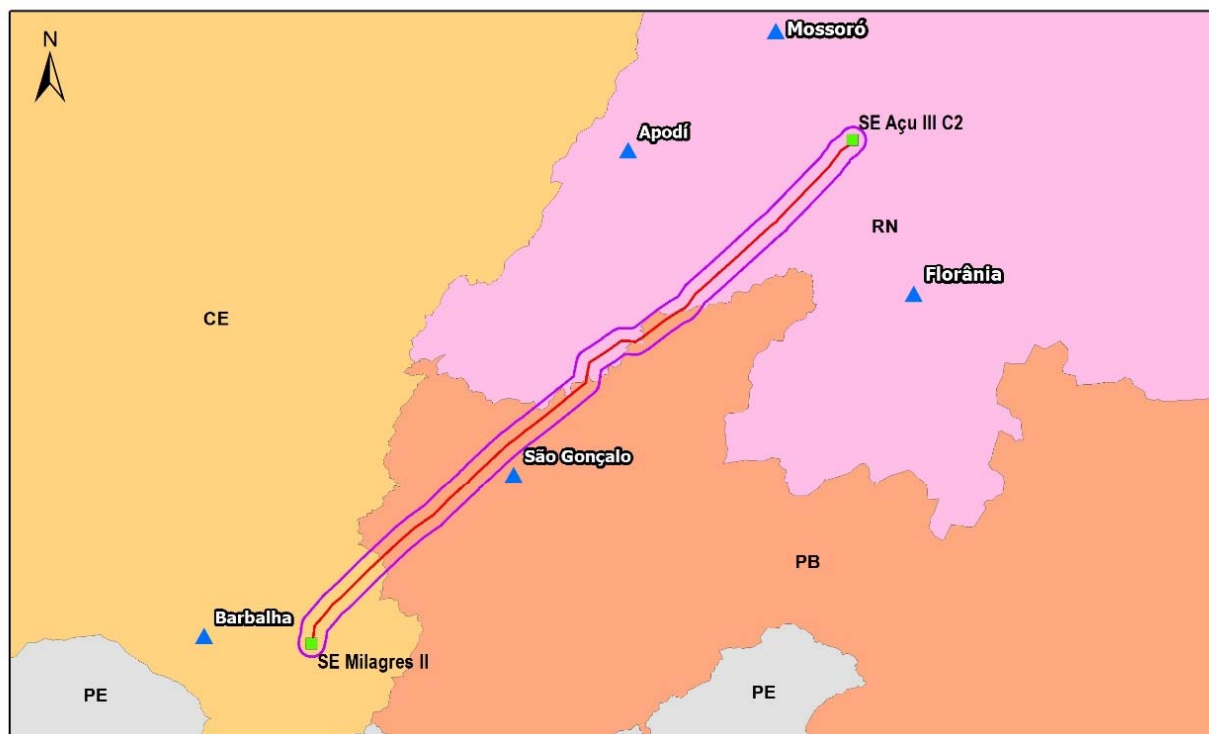 N
Mossoró
SE Açu III C2
Apodí
RN
Florânia
CE
São Gonçalo
PB
Barbalha
SE Milagres II
PE
PE